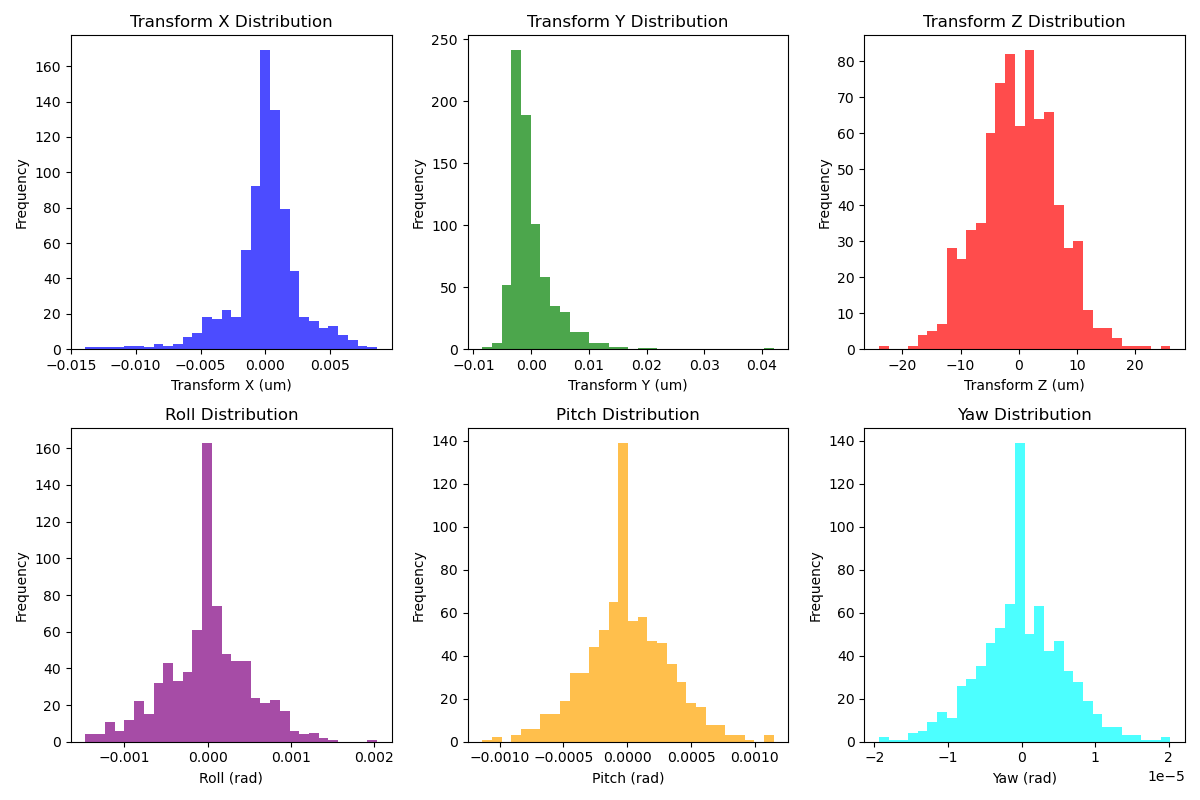 Transform X Distribution
Frequency
160
140
120
100
80
60
40
20
0
−0.015 −0.010 −0.005 0.000 0.005
Transform X (um)
Transform Y Distribution
Frequency
250
200
150
100
50
0
−0.01 0.00 0.01 0.02 0.03 0.04
Transform Y (um)
Transform Z Distribution
Frequency
80
70
60
50
40
30
20
10
0
−20 −10 0 10 20
Transform Z (um)
Roll Distribution
Frequency
160
140
120
100
80
60
40
20
0
−0.001 0.000 0.001 0.002
Roll (rad)
Pitch Distribution
Frequency
140
120
100
80
60
40
20
0
−0.0010 −0.0005 0.0000 0.0005 0.0010
Pitch (rad)
Yaw Distribution
Frequency
140
120
100
80
60
40
20
0
−2 −1 0 1 2
1e−5
Yaw (rad)